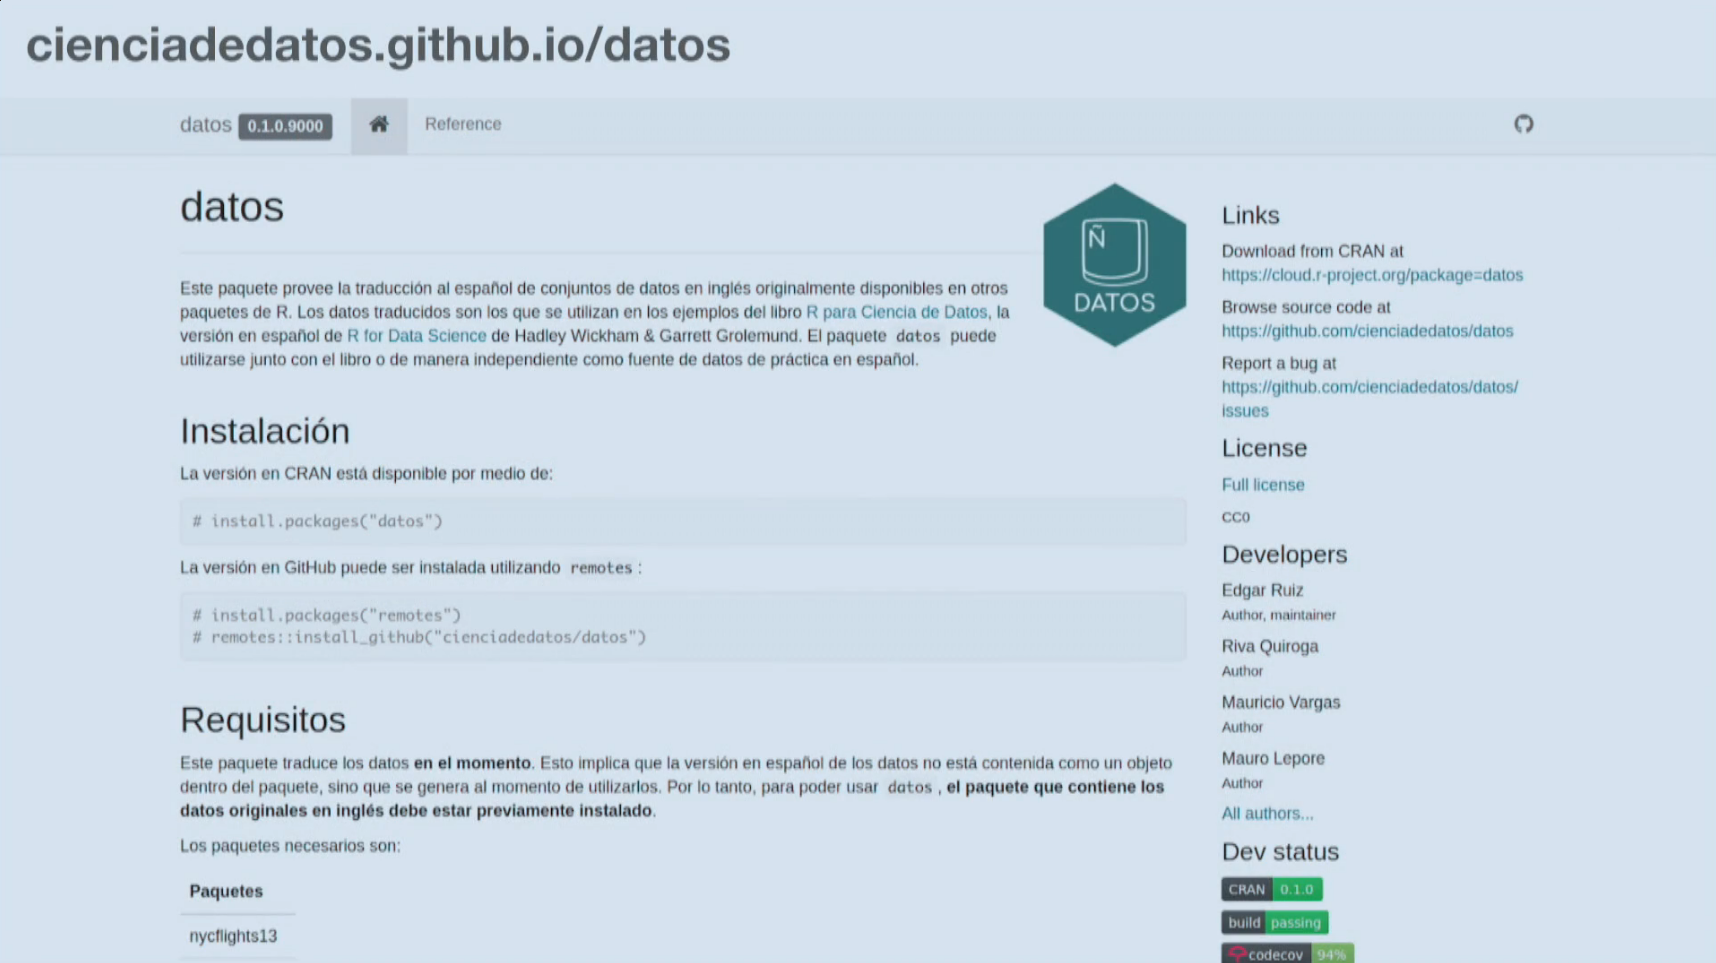 cienciadedatos.github.io/datos
datos 0.1.0.9000 Reference
datos
Este paquete provee la traducción al español de conjuntos de datos en inglés originalmente disponibles en otros
paquetes de R. Los datos traducidos son los que se utilizan en los ejemplos del libro R para Ciencia de Datos, la
versión en español de R for Data Science de Hadley Wickham & Garrett Grolemund. El paquete datos puede
utilizarse junto con el libro o de manera independiente como fuente de datos de práctica en español.
Ñ
DATOS
Instalación
La versión en CRAN está disponible por medio de:
# install.packages("datos")
La versión en GitHub puede ser instalada utilizando remotes :
# install.packages("remotes")
# remotes::install_github("cienciadedatos/datos")
Requisitos
Este paquete traduce los datos en el momento. Esto implica que la versión en español de los datos no está contenida como un objeto
dentro del paquete, sino que se genera al momento de utilizarlos. Por lo tanto, para poder usar datos , el paquete que contiene los
datos originales en inglés debe estar previamente instalado.
Los paquetes necesarios son:
Paquetes
nycflights13
Links
Download from CRAN at
https://cloud.r-project.org/package=datos
Browse source code at
https://github.com/cienciadedatos/datos
Report a bug at
https://github.com/cienciadedatos/datos/
issues
License
Full license
CC0
Developers
Edgar Ruiz
Author, maintainer
Riva Quiroga
Author
Mauricio Vargas
Author
Mauro Lepore
Author
All authors...
Dev status
CRAN 0.1.0
build passing
codecov 94%